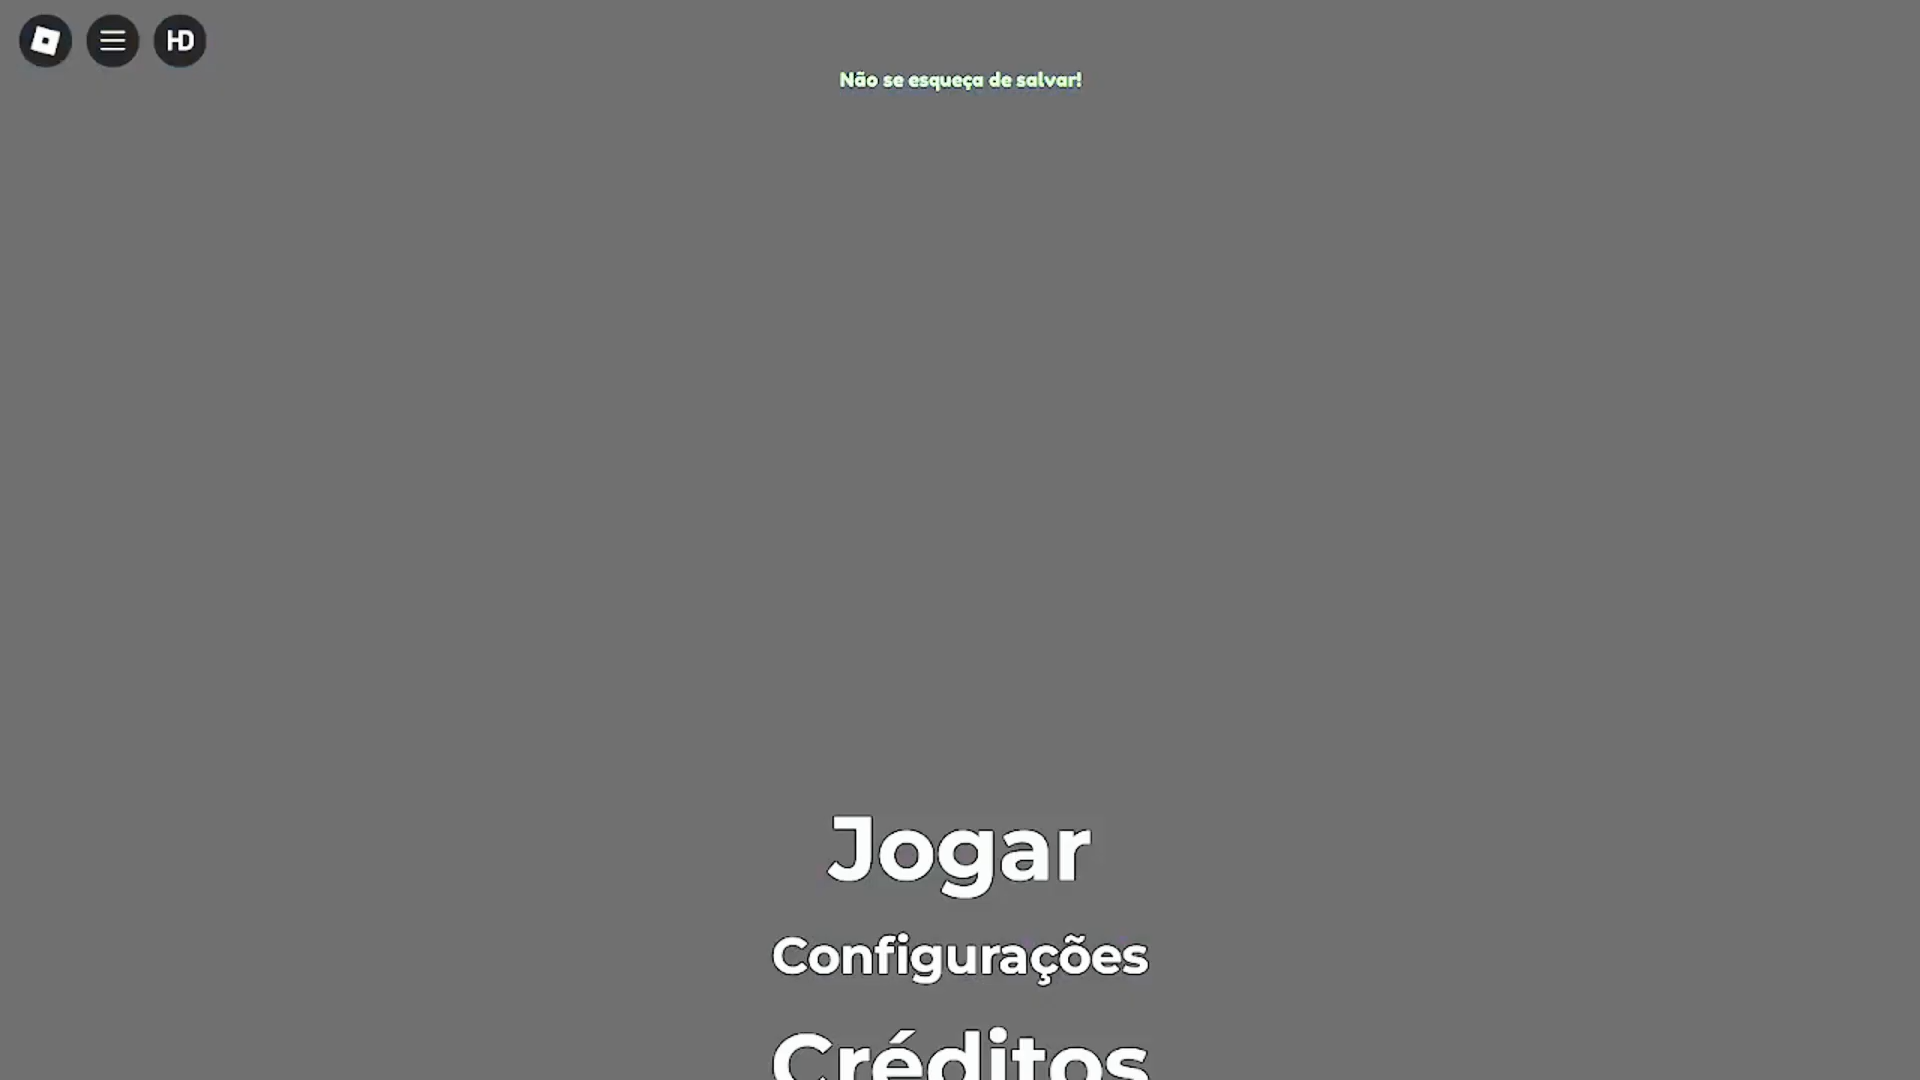 HD
Não se esqueça de salvar!
Jogar
Configurações
Créditos